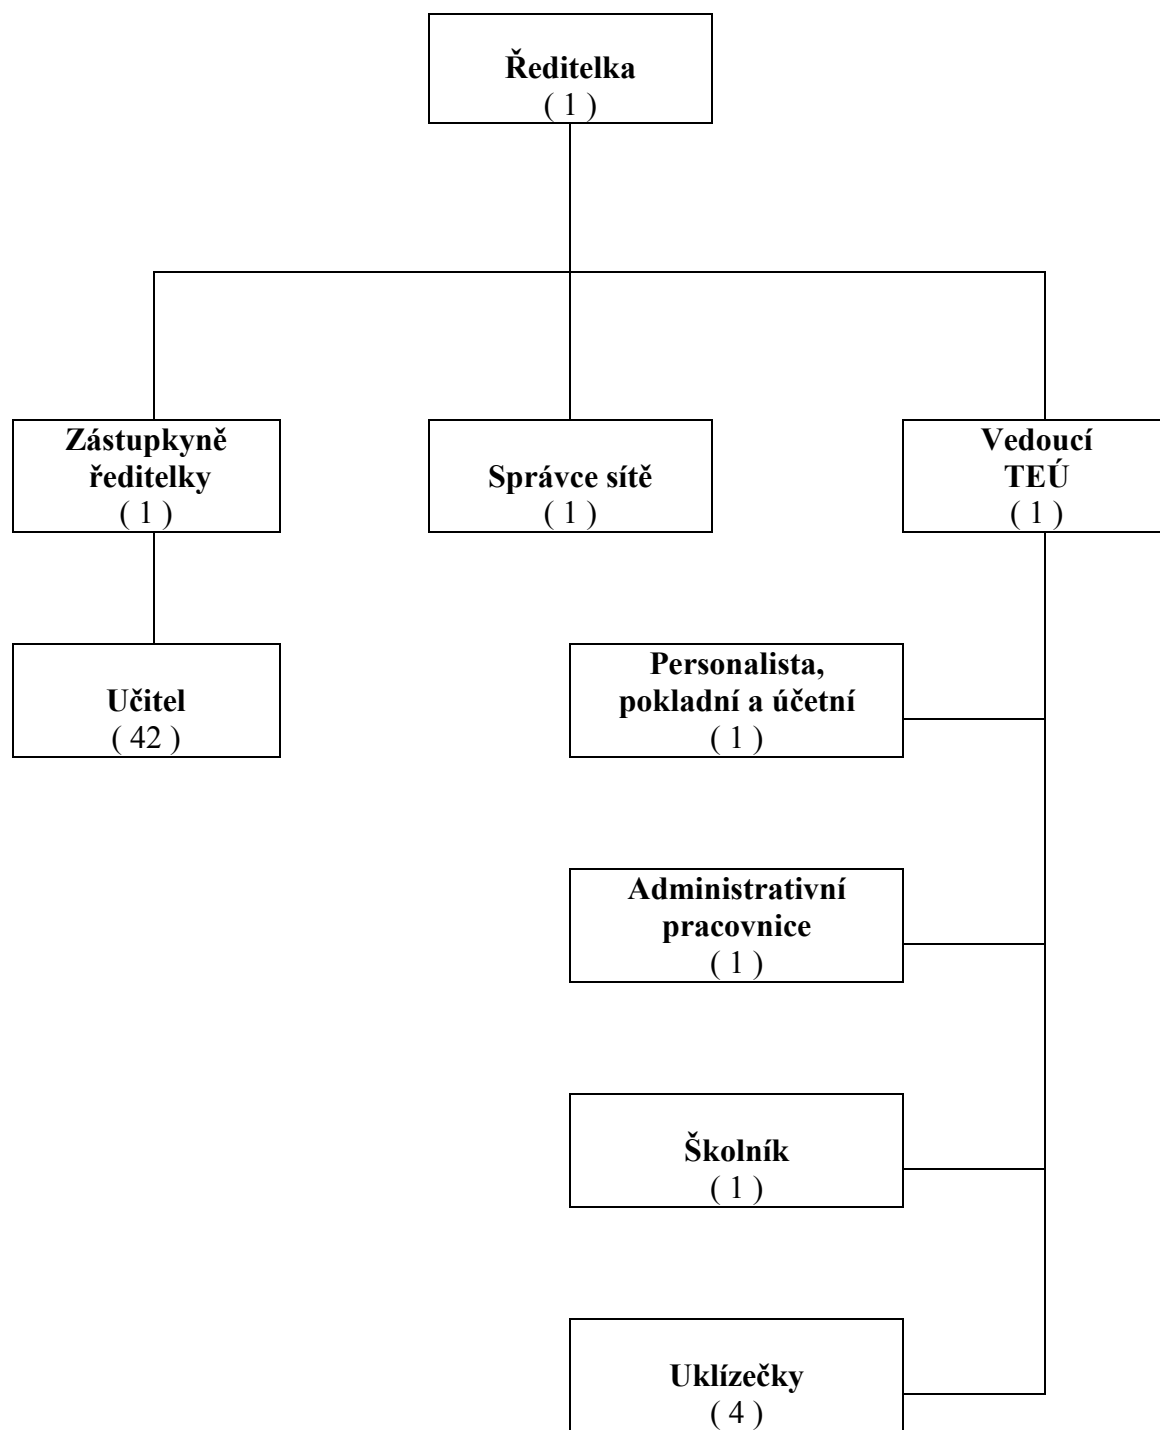 Ředitelka
( 1 )
Zástupkyně
ředitelky
( 1 )
Správce sítě
( 1 )
Vedoucí
TEÚ
( 1 )
Učitel
( 42 )
Personalista,
pokladní a účetní
( 1 )
Administrativní
pracovnice
( 1 )
Školník
( 1 )
Uklízečky
( 4 )